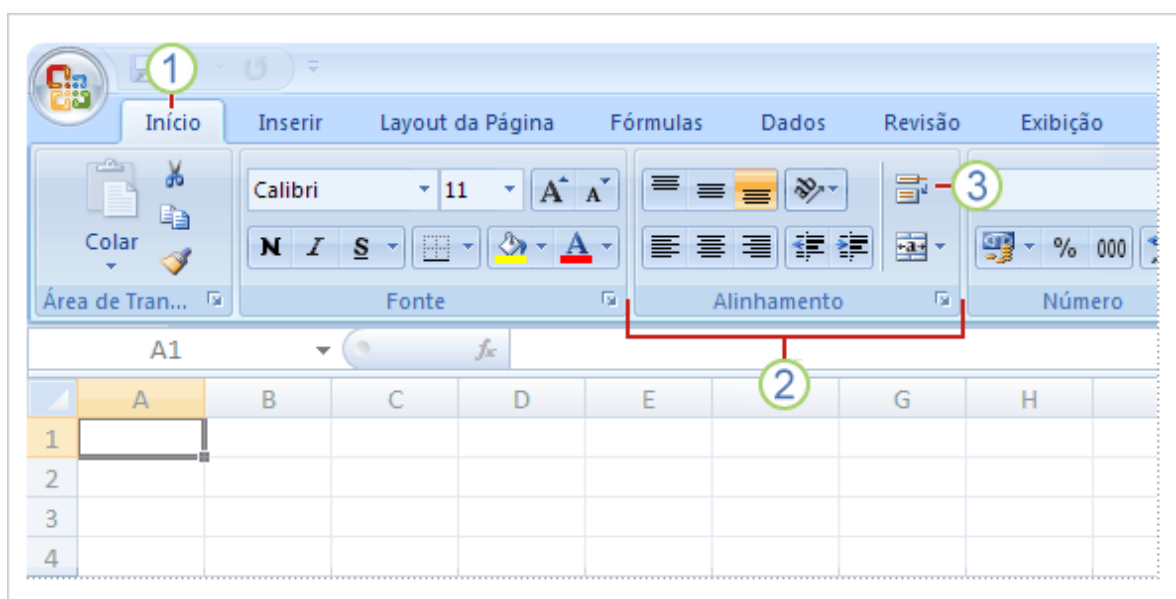 1
Início Inserir Layout da Página Fórmulas Dados Revisão Exibição
Calibri 11 A A 3
Colar N I S A a % 000
Área de Tran... Fonte Alinhamento Número
A1 fx
2
A B C D E G H
1
2
3
4